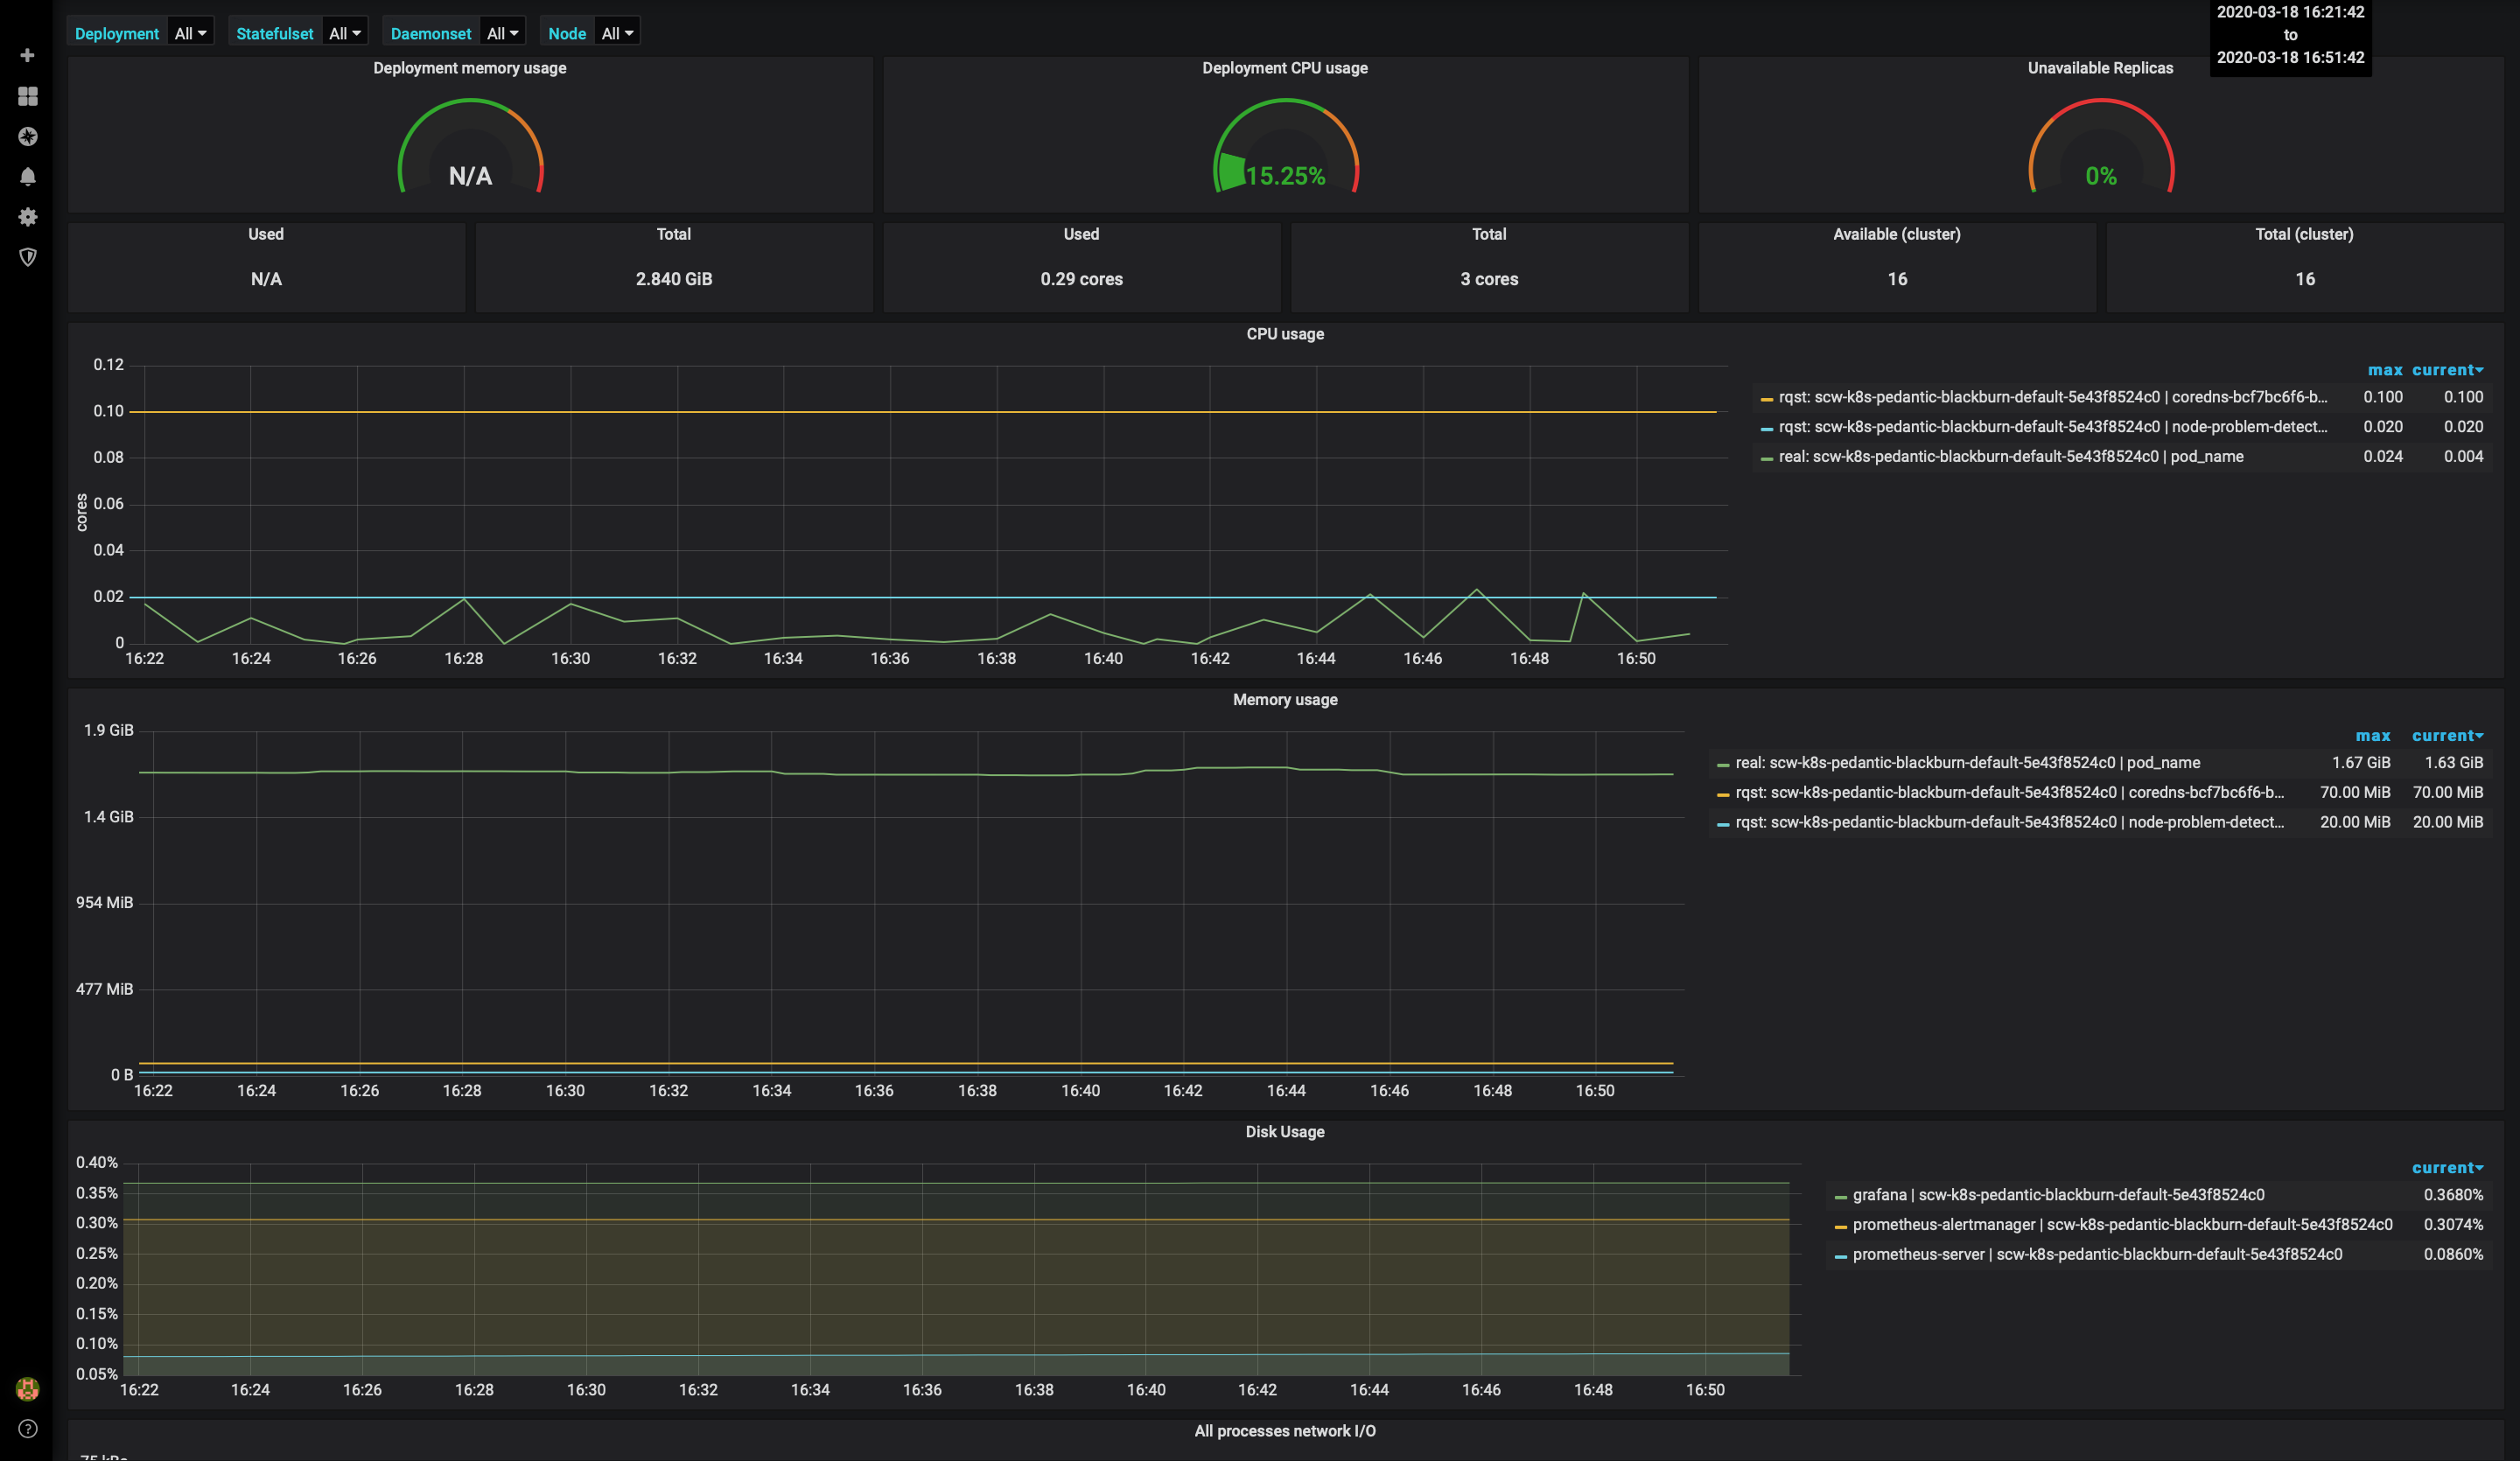 2020-03-18 16:21:42
to
2020-03-18 16:51:42
Deployment All Statefulset All Daemonset All Node All
Deployment memory usage
N/A
Deployment CPU usage
15.25%
Unavailable Replicas
0%
Used
N/A
Total
2.840 GiB
Used
0.29 cores
Total
3 cores
Available (cluster)
16
Total (cluster)
16
CPU usage
0.12
0.10
0.08
0.06
0.04
0.02
0
cores
16:22 16:24 16:26 16:28 16:30 16:32 16:34 16:36 16:38 16:40 16:42 16:44 16:46 16:48 16:50
max current
rqst: scw-k8s-pedantic-blackburn-default-5e43f8524c0 | coredns-bcf7bc6f6-b... 0.100 0.100
rqst: scw-k8s-pedantic-blackburn-default-5e43f8524c0 | node-problem-detect... 0.020 0.020
real: scw-k8s-pedantic-blackburn-default-5e43f8524c0 | pod_name 0.024 0.004
Memory usage
1.9 GiB
1.4 GiB
954 MiB
477 MiB
0 B
16:22 16:24 16:26 16:28 16:30 16:32 16:34 16:36 16:38 16:40 16:42 16:44 16:46 16:48 16:50
max current
real: scw-k8s-pedantic-blackburn-default-5e43f8524c0 | pod_name 1.67 GiB 1.63 GiB
rqst: scw-k8s-pedantic-blackburn-default-5e43f8524c0 | coredns-bcf7bc6f6-b... 70.00 MiB 70.00 MiB
rqst: scw-k8s-pedantic-blackburn-default-5e43f8524c0 | node-problem-detect... 20.00 MiB 20.00 MiB
Disk Usage
0.40%
0.35%
0.30%
0.25%
0.20%
0.15%
0.10%
0.05%
16:22 16:24 16:26 16:28 16:30 16:32 16:34 16:36 16:38 16:40 16:42 16:44 16:46 16:48 16:50
current
grafana | scw-k8s-pedantic-blackburn-default-5e43f8524c0 0.3680%
prometheus-alertmanager | scw-k8s-pedantic-blackburn-default-5e43f8524c0 0.3074%
prometheus-server | scw-k8s-pedantic-blackburn-default-5e43f8524c0 0.0860%
All processes network I/O